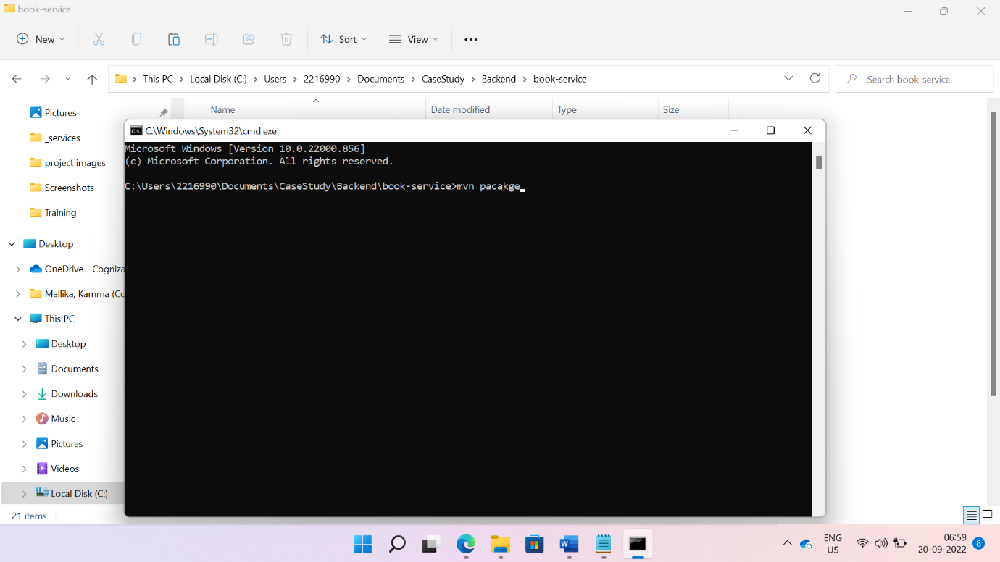 book-service
New
Sort
View
This PC > Local Disk (C:) > Users > 2216990 > Documents > CaseStudy > Backend > book-service
Search book-service
Name
Date modified
Type
Size
Pictures
_services
project images
Screenshots
Training
Desktop
OneDrive - Cogniza
Mallika, Kamma (Co
This PC
Desktop
Documents
Downloads
Music
Pictures
Videos
Local Disk (C:)
21 items
C:\Windows\System32\cmd.exe
Microsoft Windows [Version 10.0.22000.856]
(c) Microsoft Corporation. All rights reserved.
C:\Users\2216990\Documents\CaseStudy\Backend\book-service>mvn pacakge
ENG
US
06:59
20-09-2022
8